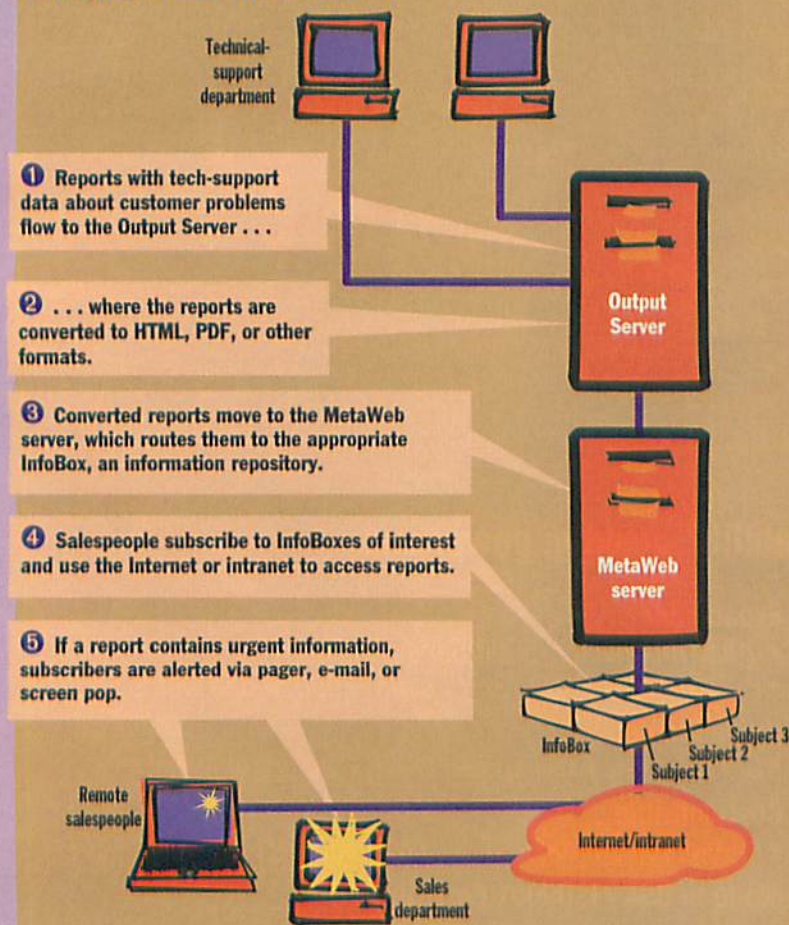 Technical-
support
department
❶ Reports with tech-support
data about customer problems
flow to the Output Server . . .
❷ . . . where the reports are
converted to HTML, PDF, or other
formats.
Output
Server
❸ Converted reports move to the MetaWeb
server, which routes them to the appropriate
InfoBox, an information repository.
❹ Salespeople subscribe to InfoBoxes of interest
and use the Internet or intranet to access reports.
MetaWeb
server
❺ If a report contains urgent information,
subscribers are alerted via pager, e-mail, or
screen pop.
InfoBox
Subject 1
Subject 2
Subject 3
Remote
salespeople
Internet/intranet
Sales
department